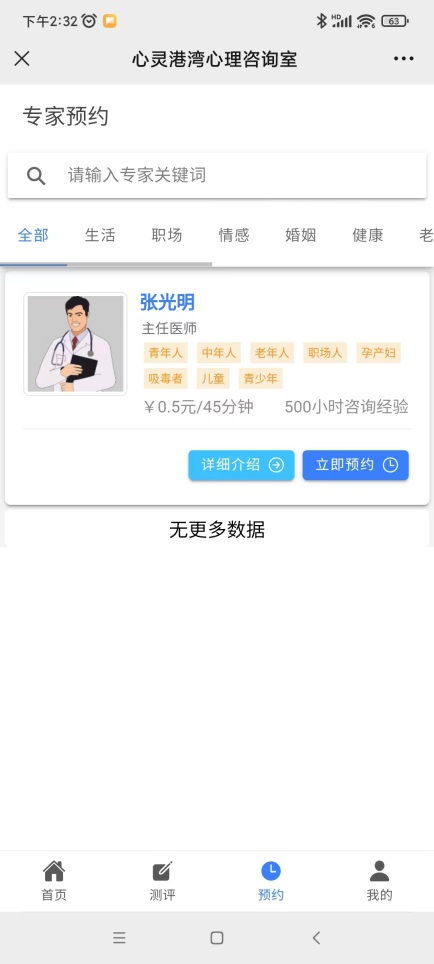 下午2:32
HD
63
心灵港湾心理咨询室
专家预约
请输入专家关键词
全部 生活 职场 情感 婚姻 健康 老
张光明
主任医师
青年人 中年人 老年人 职场人 孕产妇
吸毒者 儿童 青少年
￥0.5元/45分钟 500小时咨询经验
详细介绍 立即预约
无更多数据
首页 测评 预约 我的